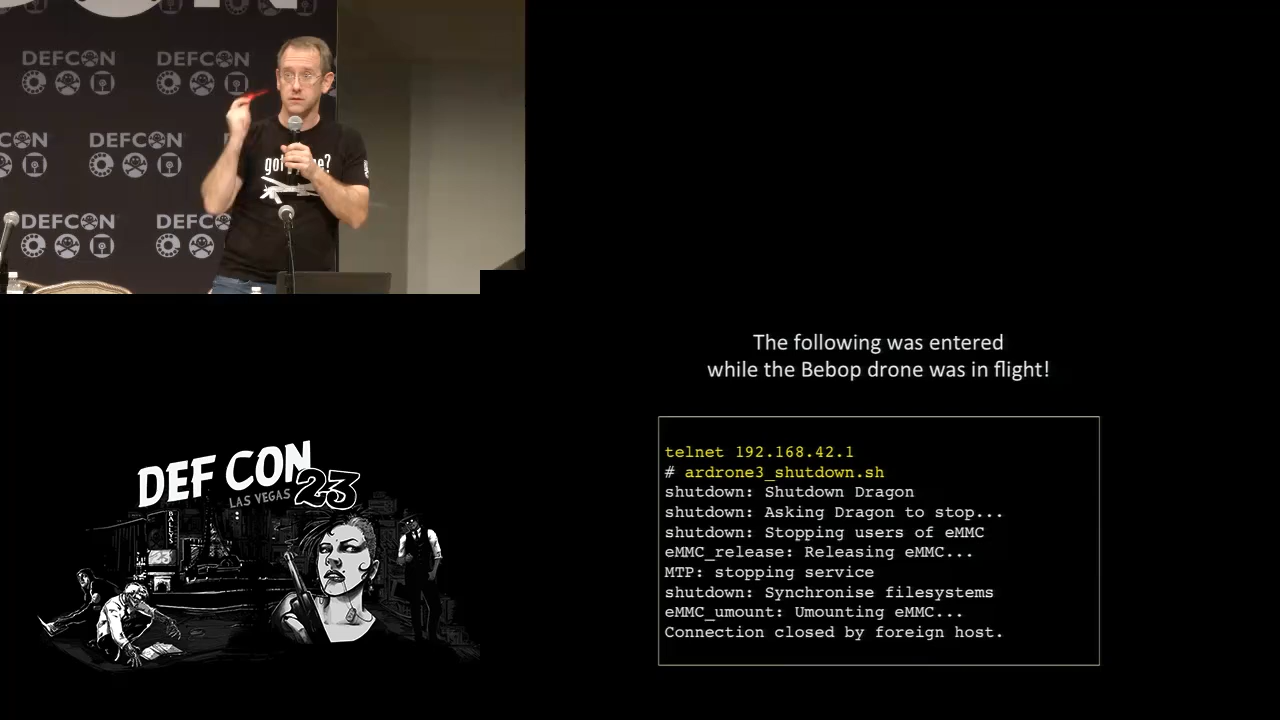 DEFCON DEFCON
CON DEFCON
DEFCON DEFCON
got
e?
The following was entered
while the Bebop drone was in flight!
telnet 192.168.42.1
# ardrone3_shutdown.sh
shutdown: Shutdown Dragon
shutdown: Asking Dragon to stop...
shutdown: Stopping users of eMMC
eMMC_release: Releasing eMMC...
MTP: stopping service
shutdown: Synchronise filesystems
eMMC_umount: Umounting eMMC...
Connection closed by foreign host.
DEF CON
LAS VEGAS 23
BALLYS
23